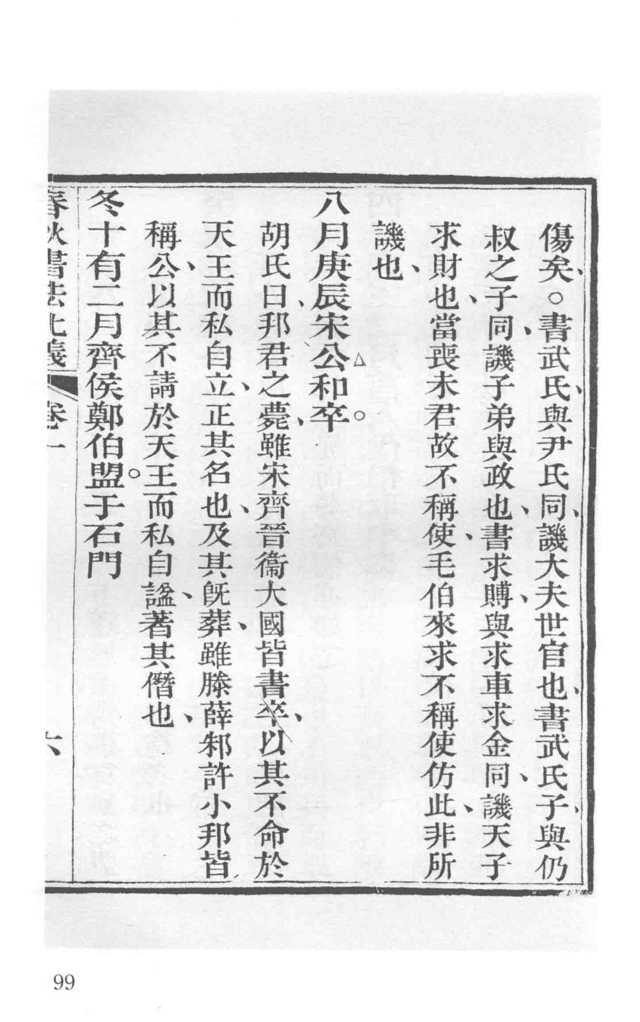 傷矣。書武氏與尹氏同譏大夫世官也書武氏子與仍
叔之子同譏子弟與政也書求賻與求車求金同譏天子
求財也當喪未君故不稱使毛伯來求不稱使仿此非所
譏也
八月庚辰宋公和卒。
胡氏曰邦君之薨雖宋齊晉衞大國皆書卒以其不命於
天王而私自立正其名也及其旣葬雖滕薛邾許小邦皆
稱公以其不請於天王而私自諡著其僭也
冬十有二月齊侯鄭伯盟于石門
春秋書法比義 卷一 六
99